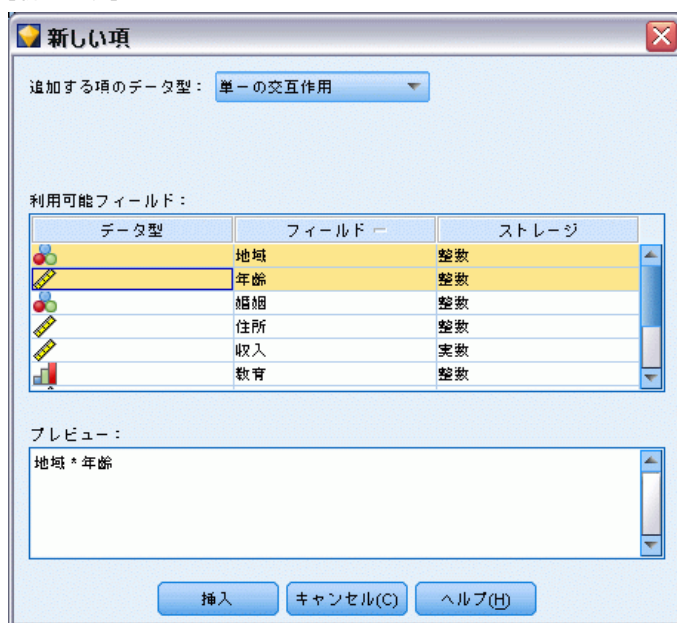 新しい項
追加する項のデータ型： 単一の交互作用
利用可能フィールド：
データ型 フィールド ストレージ
地域 整数
年齢 整数
婚姻 整数
住所 整数
収入 実数
教育 整数
プレビュー：
地域 * 年齢
挿入 キャンセル(C) ヘルプ(H)